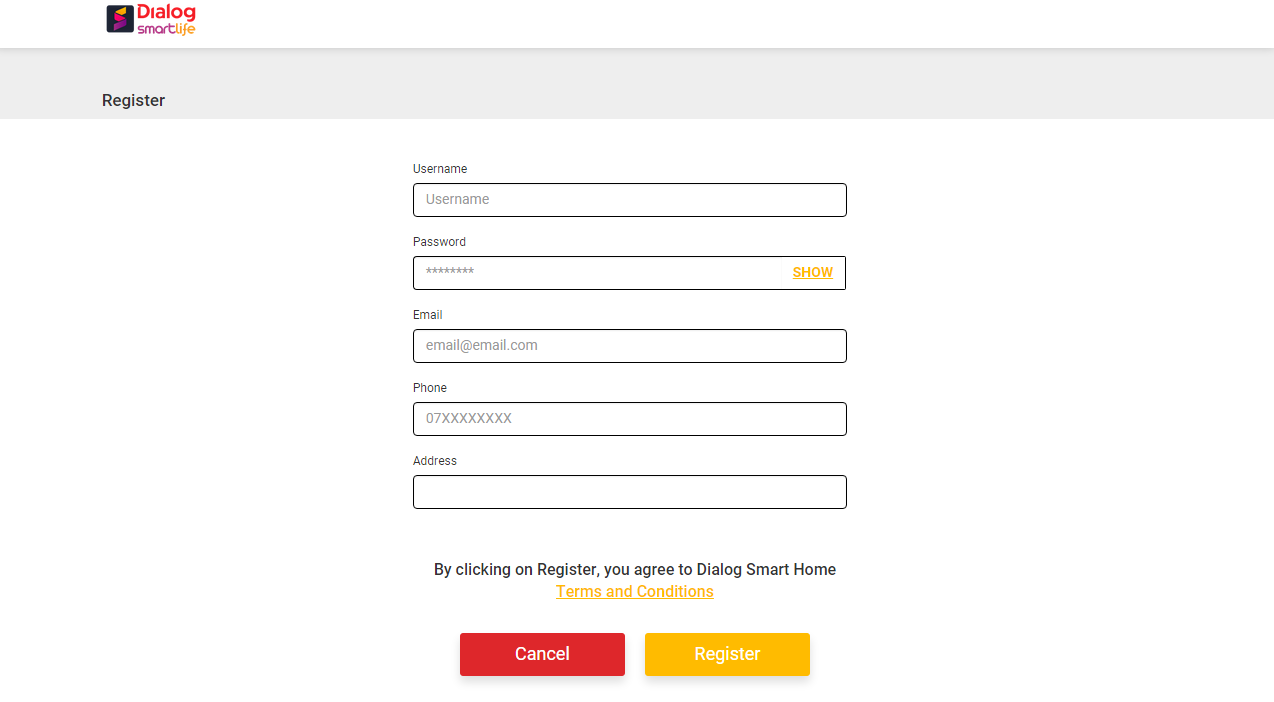 Dialog
smartlife
Register
Username
Username
Password
********
SHOW
Email
email@email.com
Phone
07XXXXXXXX
Address
By clicking on Register, you agree to Dialog Smart Home
Terms and Conditions
Cancel
Register